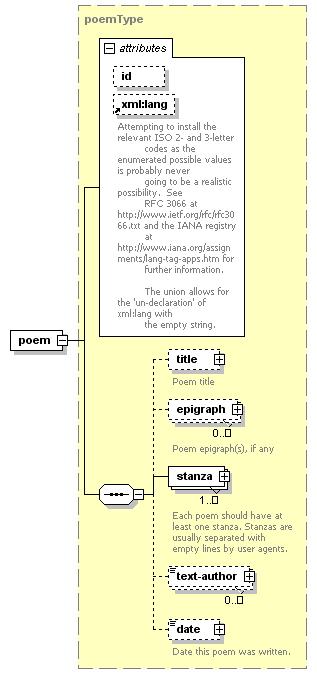 poemType
attributes
id
xml:lang
Attempting to install the
relevant ISO 2- and 3-letter
codes as the
enumerated possible values
is probably never
going to be a realistic
possibility.  See
RFC 3066 at
http://www.ietf.org/rfc/rfc30
66.txt and the IANA registry
at
http://www.iana.org/assign
ments/lang-tag-apps.htm for
further information.
The union allows for
the 'un-declaration' of
xml:lang with
the empty string.
poem
title
Poem title
epigraph
0..
Poem epigraph(s), if any
stanza
1..
Each poem should have at
least one stanza. Stanzas are
usually separated with
empty lines by user agents.
text-author
0..
date
Date this poem was written.